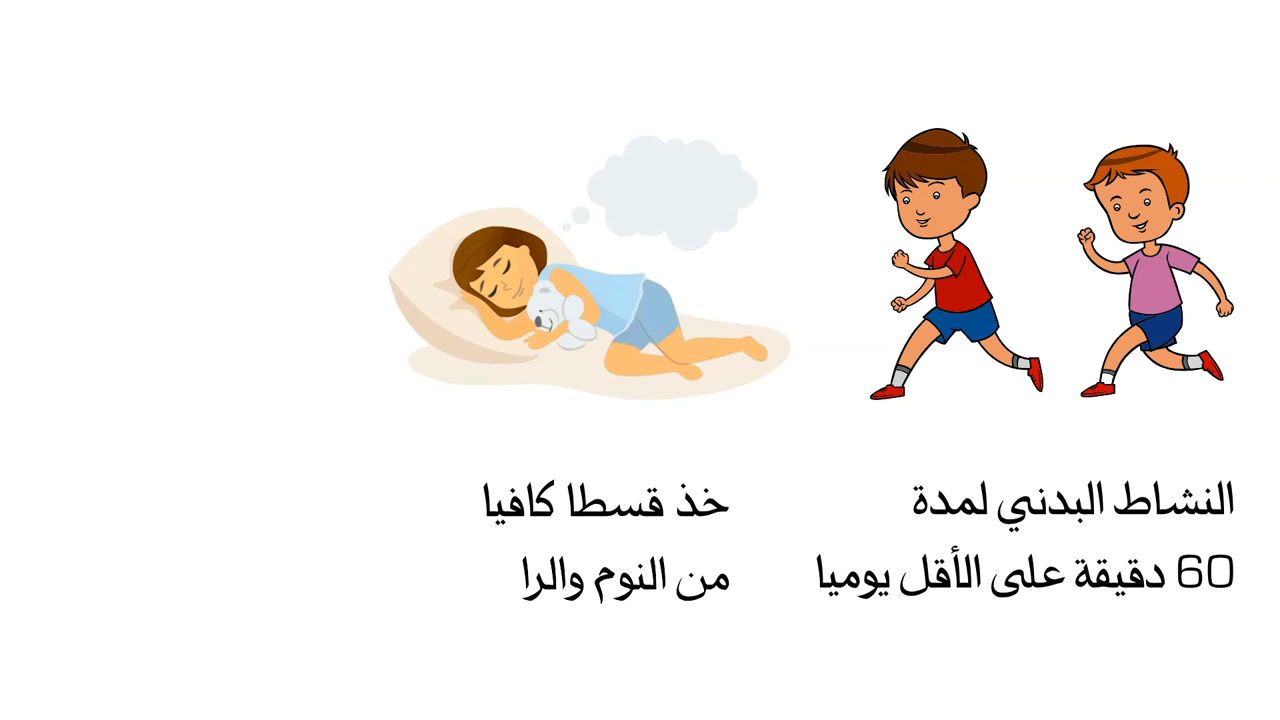 النشاط البدني لمدة
60 دقيقة على الأقل يوميا
خذ قسطا كافيا
من النوم والرا